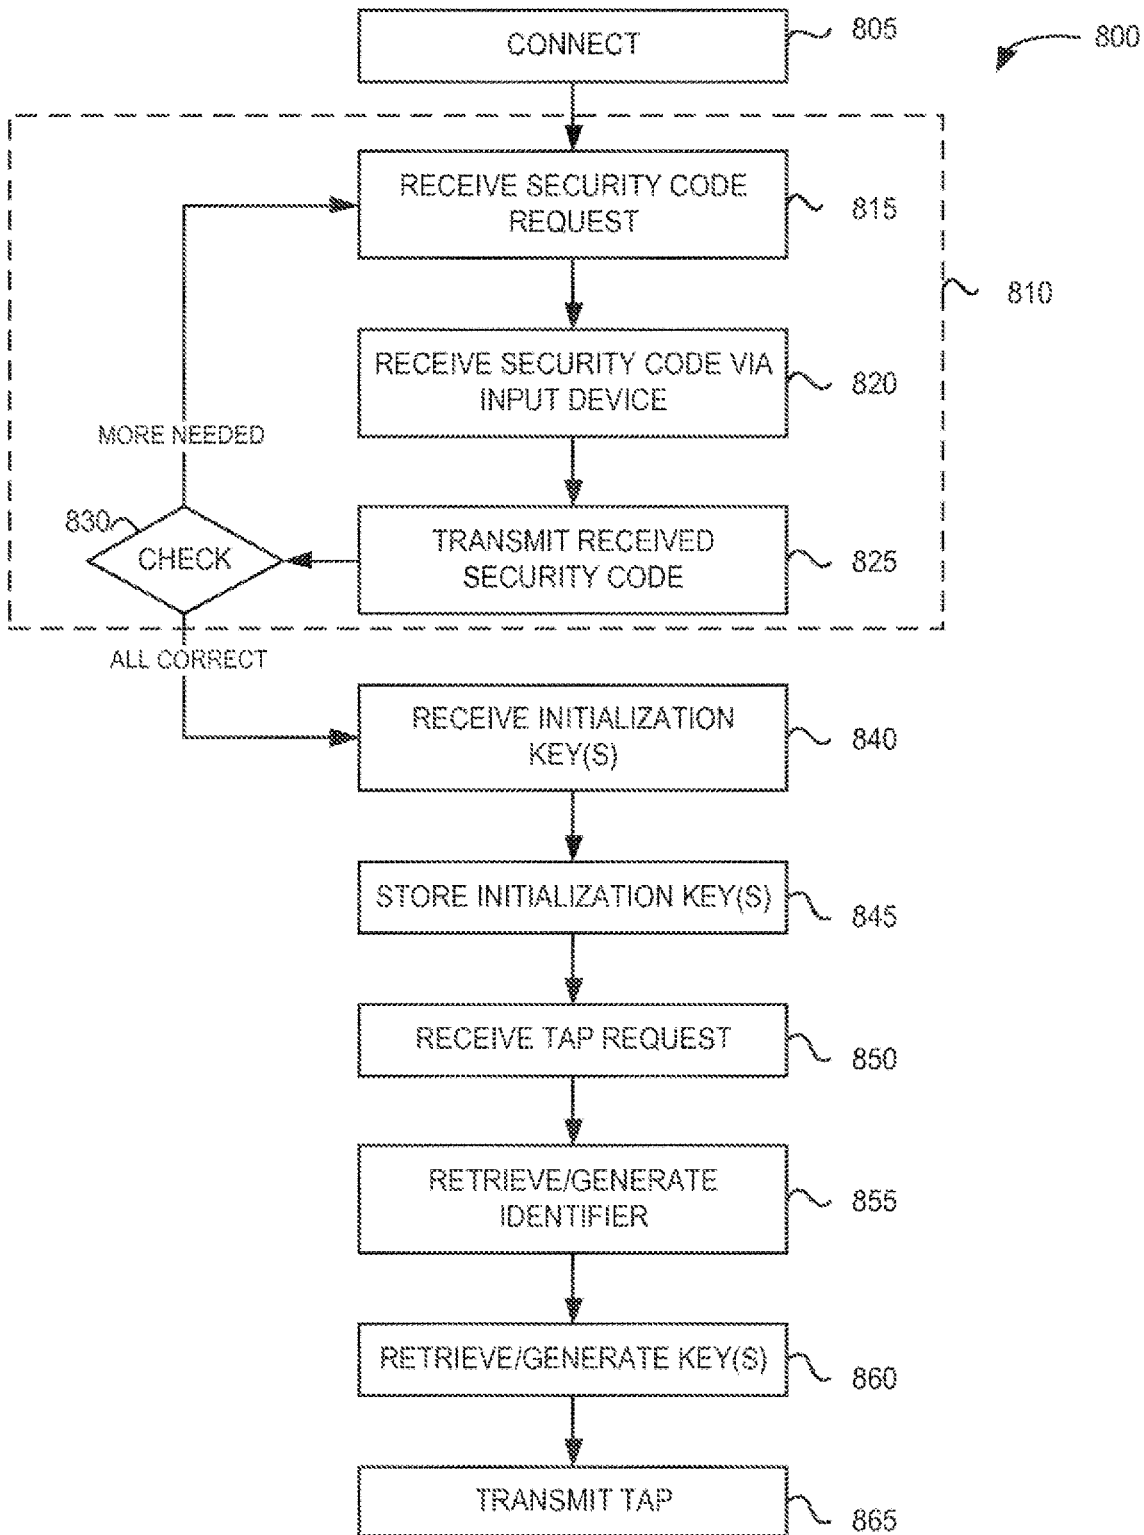 CONNECT
805
800
RECEIVE SECURITY CODE
REQUEST
815
810
RECEIVE SECURITY CODE VIA
INPUT DEVICE
820
MORE NEEDED
830
CHECK
TRANSMIT RECEIVED
SECURITY CODE
825
ALL CORRECT
RECEIVE INITIALIZATION
KEY(S)
840
STORE INITIALIZATION KEY(S)
845
RECEIVE TAP REQUEST
850
RETRIEVE/GENERATE
IDENTIFIER
855
RETRIEVE/GENERATE KEY(S)
860
TRANSMIT TAP
865